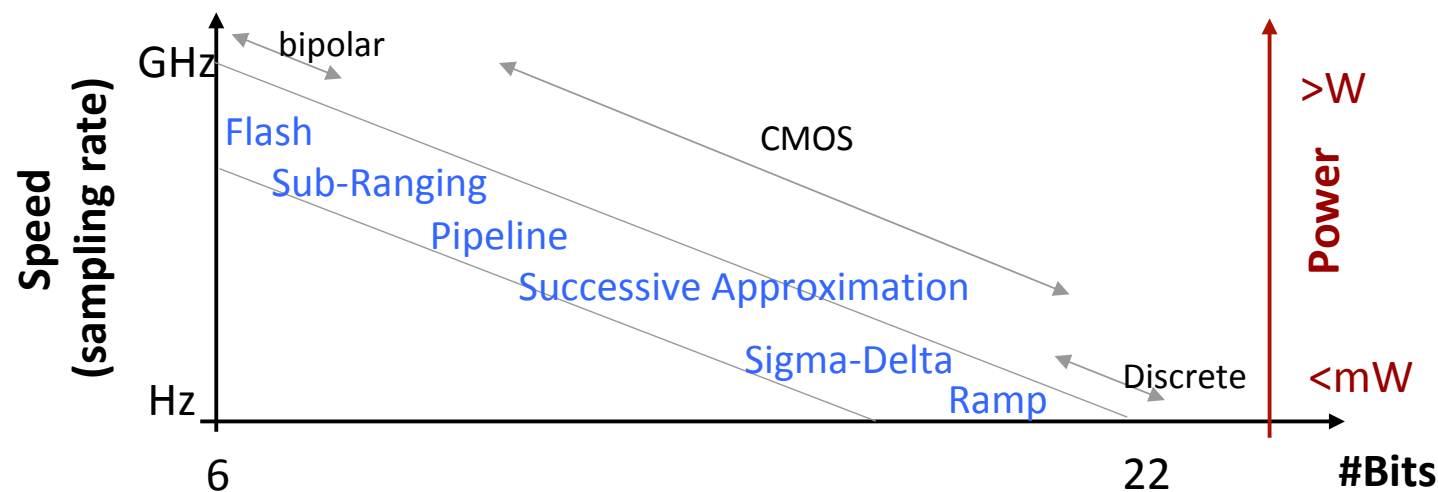 Speed
(sampling rate)
GHz
Hz
bipolar
CMOS
Discrete
Flash
Sub-Ranging
Pipeline
Successive Approximation
Sigma-Delta
Ramp
>W
Power
<mW
6
22
#Bits